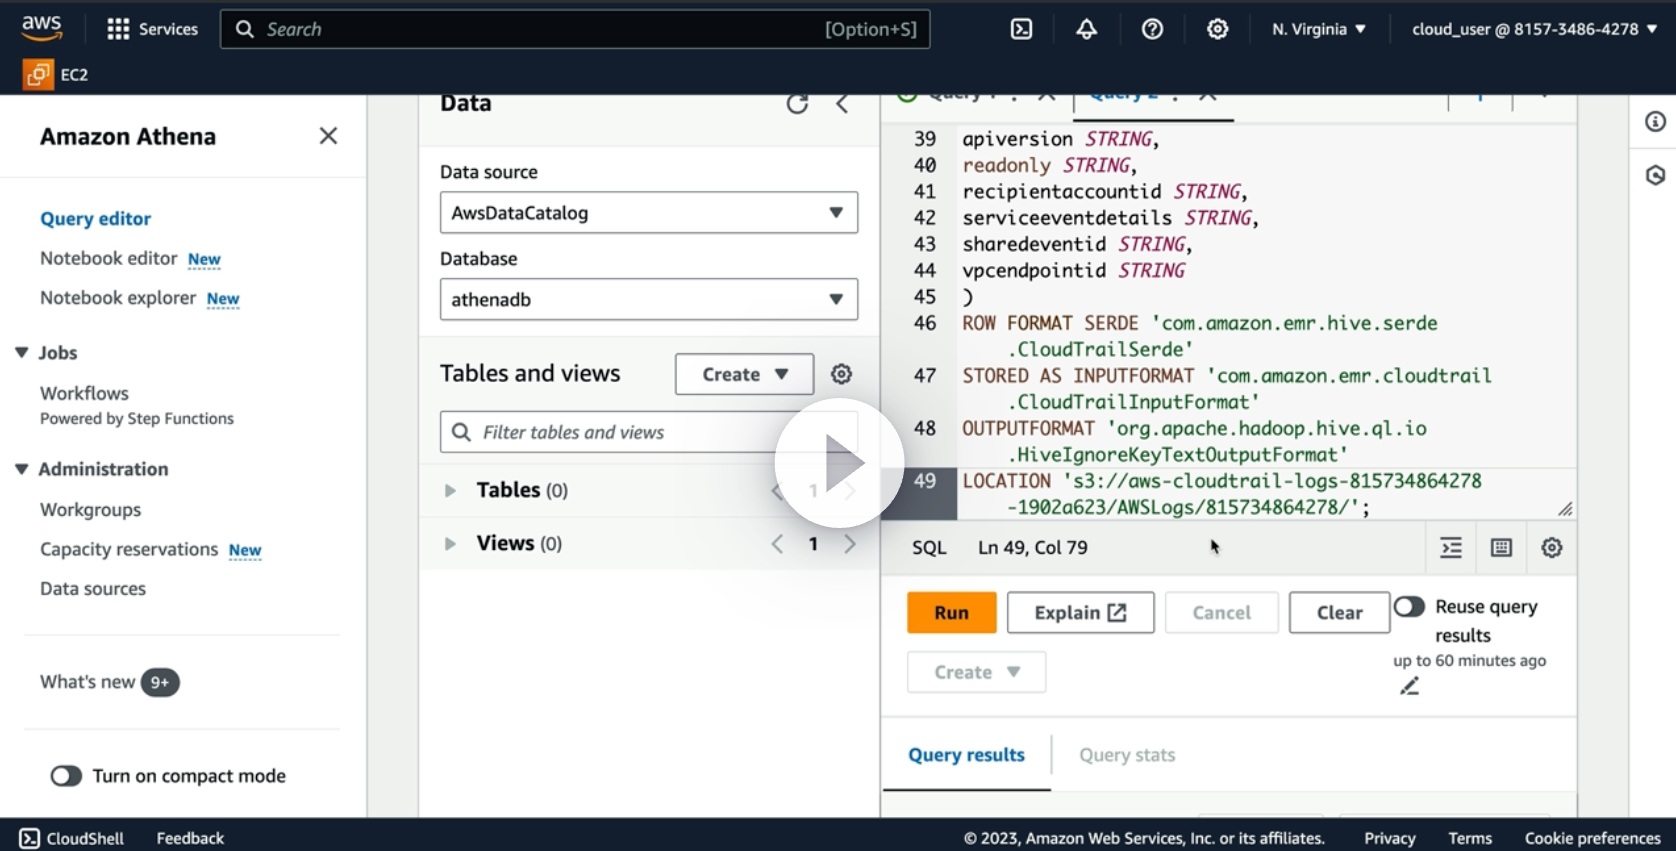 aws
Services
Search
[Option+S]
N. Virginia
cloud_user @ 8157-3486-4278
EC2
Amazon Athena
Query editor
Notebook editor New
Notebook explorer New
Jobs
Workflows
Powered by Step Functions
Administration
Workgroups
Capacity reservations New
Data sources
What's new 9+
Turn on compact mode
Data
Data source
AwsDataCatalog
Database
athenadb
Tables and views
Create
Filter tables and views
Tables (0)
1
Views (0)
1
Query 1
Query 2
39 apiversion STRING,
40 readonly STRING,
41 recipientaccountid STRING,
42 serviceeventdetails STRING,
43 sharedeventid STRING,
44 vpcendpointid STRING
45 )
46 ROW FORMAT SERDE 'com.amazon.emr.hive.serde
.CloudTrailSerde'
47 STORED AS INPUTFORMAT 'com.amazon.emr.cloudtrail
.CloudTrailInputFormat'
48 OUTPUTFORMAT 'org.apache.hadoop.hive.ql.io
.HiveIgnoreKeyTextOutputFormat'
49 LOCATION 's3://aws-cloudtrail-logs-815734864278
-1902a623/AWSLogs/815734864278/';
SQL Ln 49, Col 79
Run
Explain
Cancel
Clear
Reuse query
results
up to 60 minutes ago
Create
Query results
Query stats
CloudShell
Feedback
© 2023, Amazon Web Services, Inc. or its affiliates.
Privacy
Terms
Cookie preferences